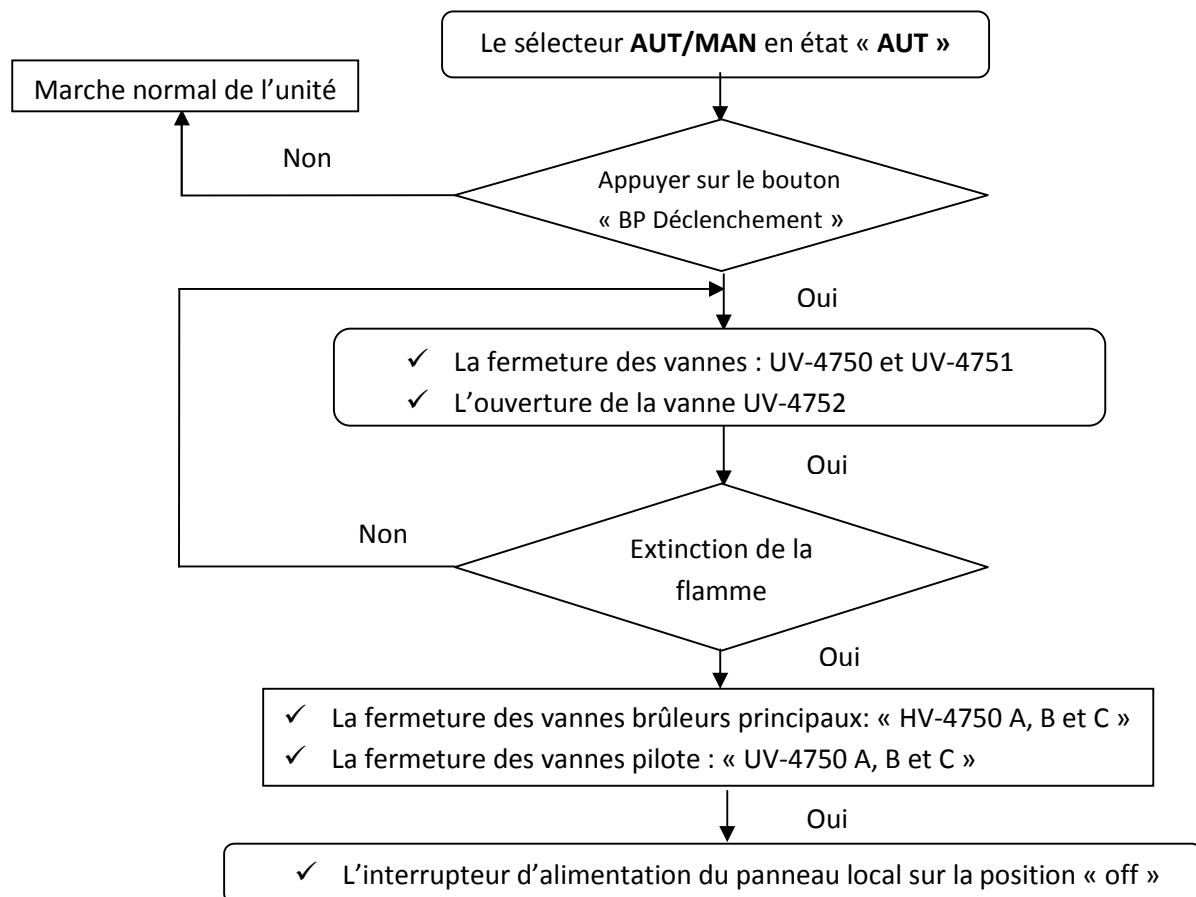 Le sélecteur AUT/MAN en état « AUT »
Marche normal de l’unité
Non
Appuyer sur le bouton
« BP Déclenchement »
Oui
✓ La fermeture des vannes : UV-4750 et UV-4751
✓ L’ouverture de la vanne UV-4752
Oui
Non
Extinction de la
flamme
Oui
✓ La fermeture des vannes brûleurs principaux: « HV-4750 A, B et C »
✓ La fermeture des vannes pilote : « UV-4750 A, B et C »
Oui
✓ L’interrupteur d’alimentation du panneau local sur la position « off »